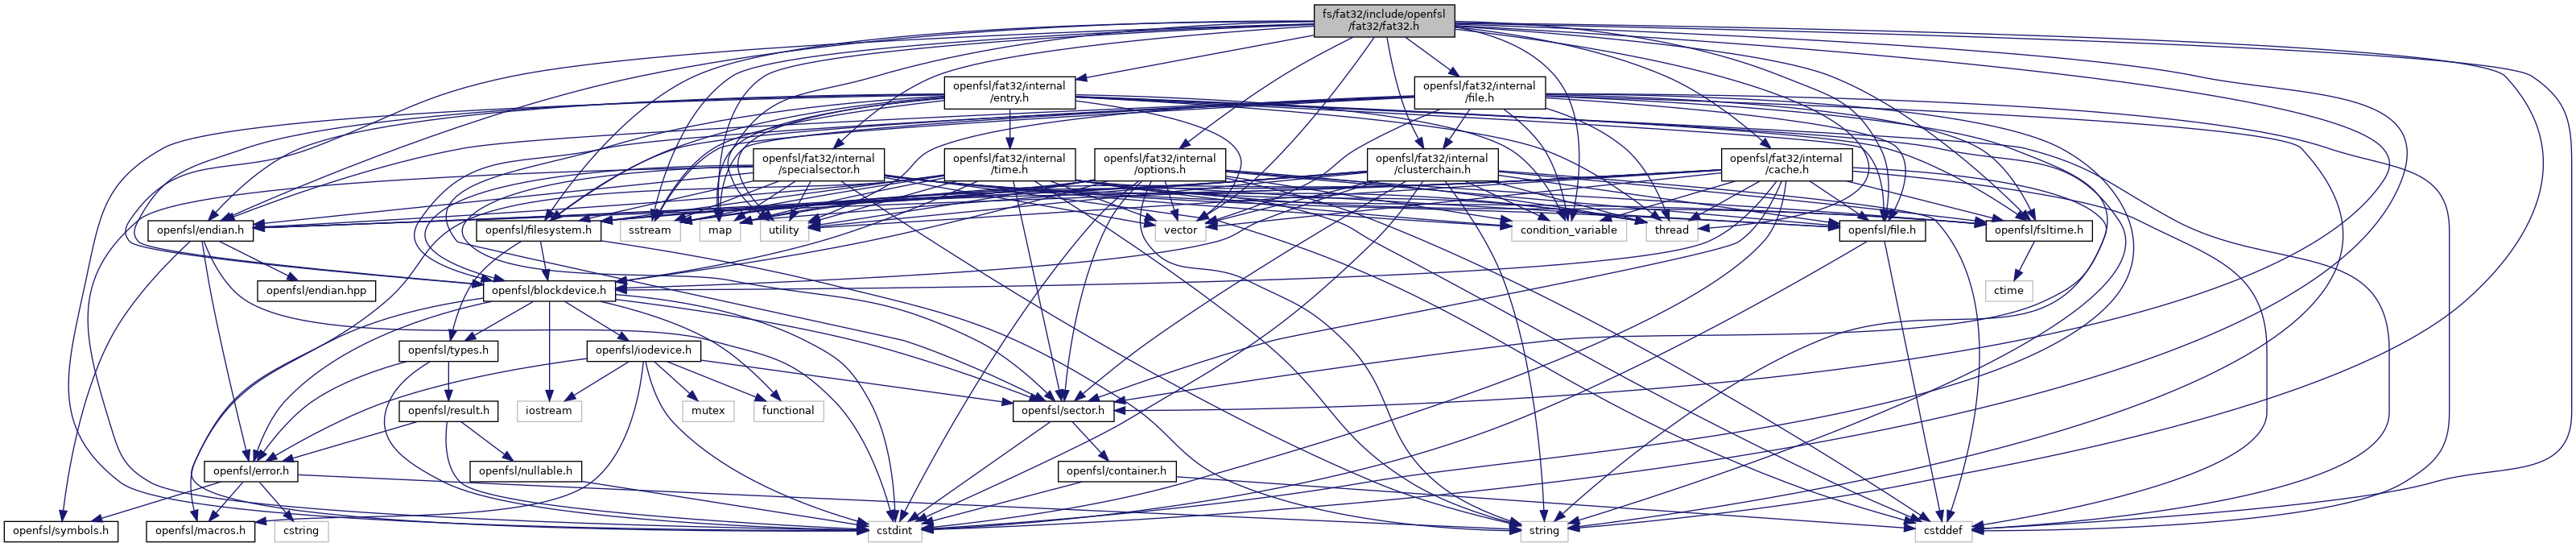 fs/fat32/include/openfsl
/fat32/fat32.h
openfsl/fat32/internal
/entry.h
openfsl/fat32/internal
/file.h
openfsl/fat32/internal
/specialsector.h
openfsl/fat32/internal
/time.h
openfsl/fat32/internal
/options.h
openfsl/fat32/internal
/clusterchain.h
openfsl/fat32/internal
/cache.h
openfsl/endian.h
openfsl/filesystem.h
sstream
map
utility
vector
condition_variable
thread
openfsl/file.h
openfsl/fsltime.h
openfsl/endian.hpp
openfsl/blockdevice.h
ctime
openfsl/types.h
openfsl/iodevice.h
openfsl/result.h
iostream
mutex
functional
openfsl/sector.h
openfsl/error.h
openfsl/nullable.h
openfsl/container.h
openfsl/symbols.h
openfsl/macros.h
cstring
cstdint
string
cstddef